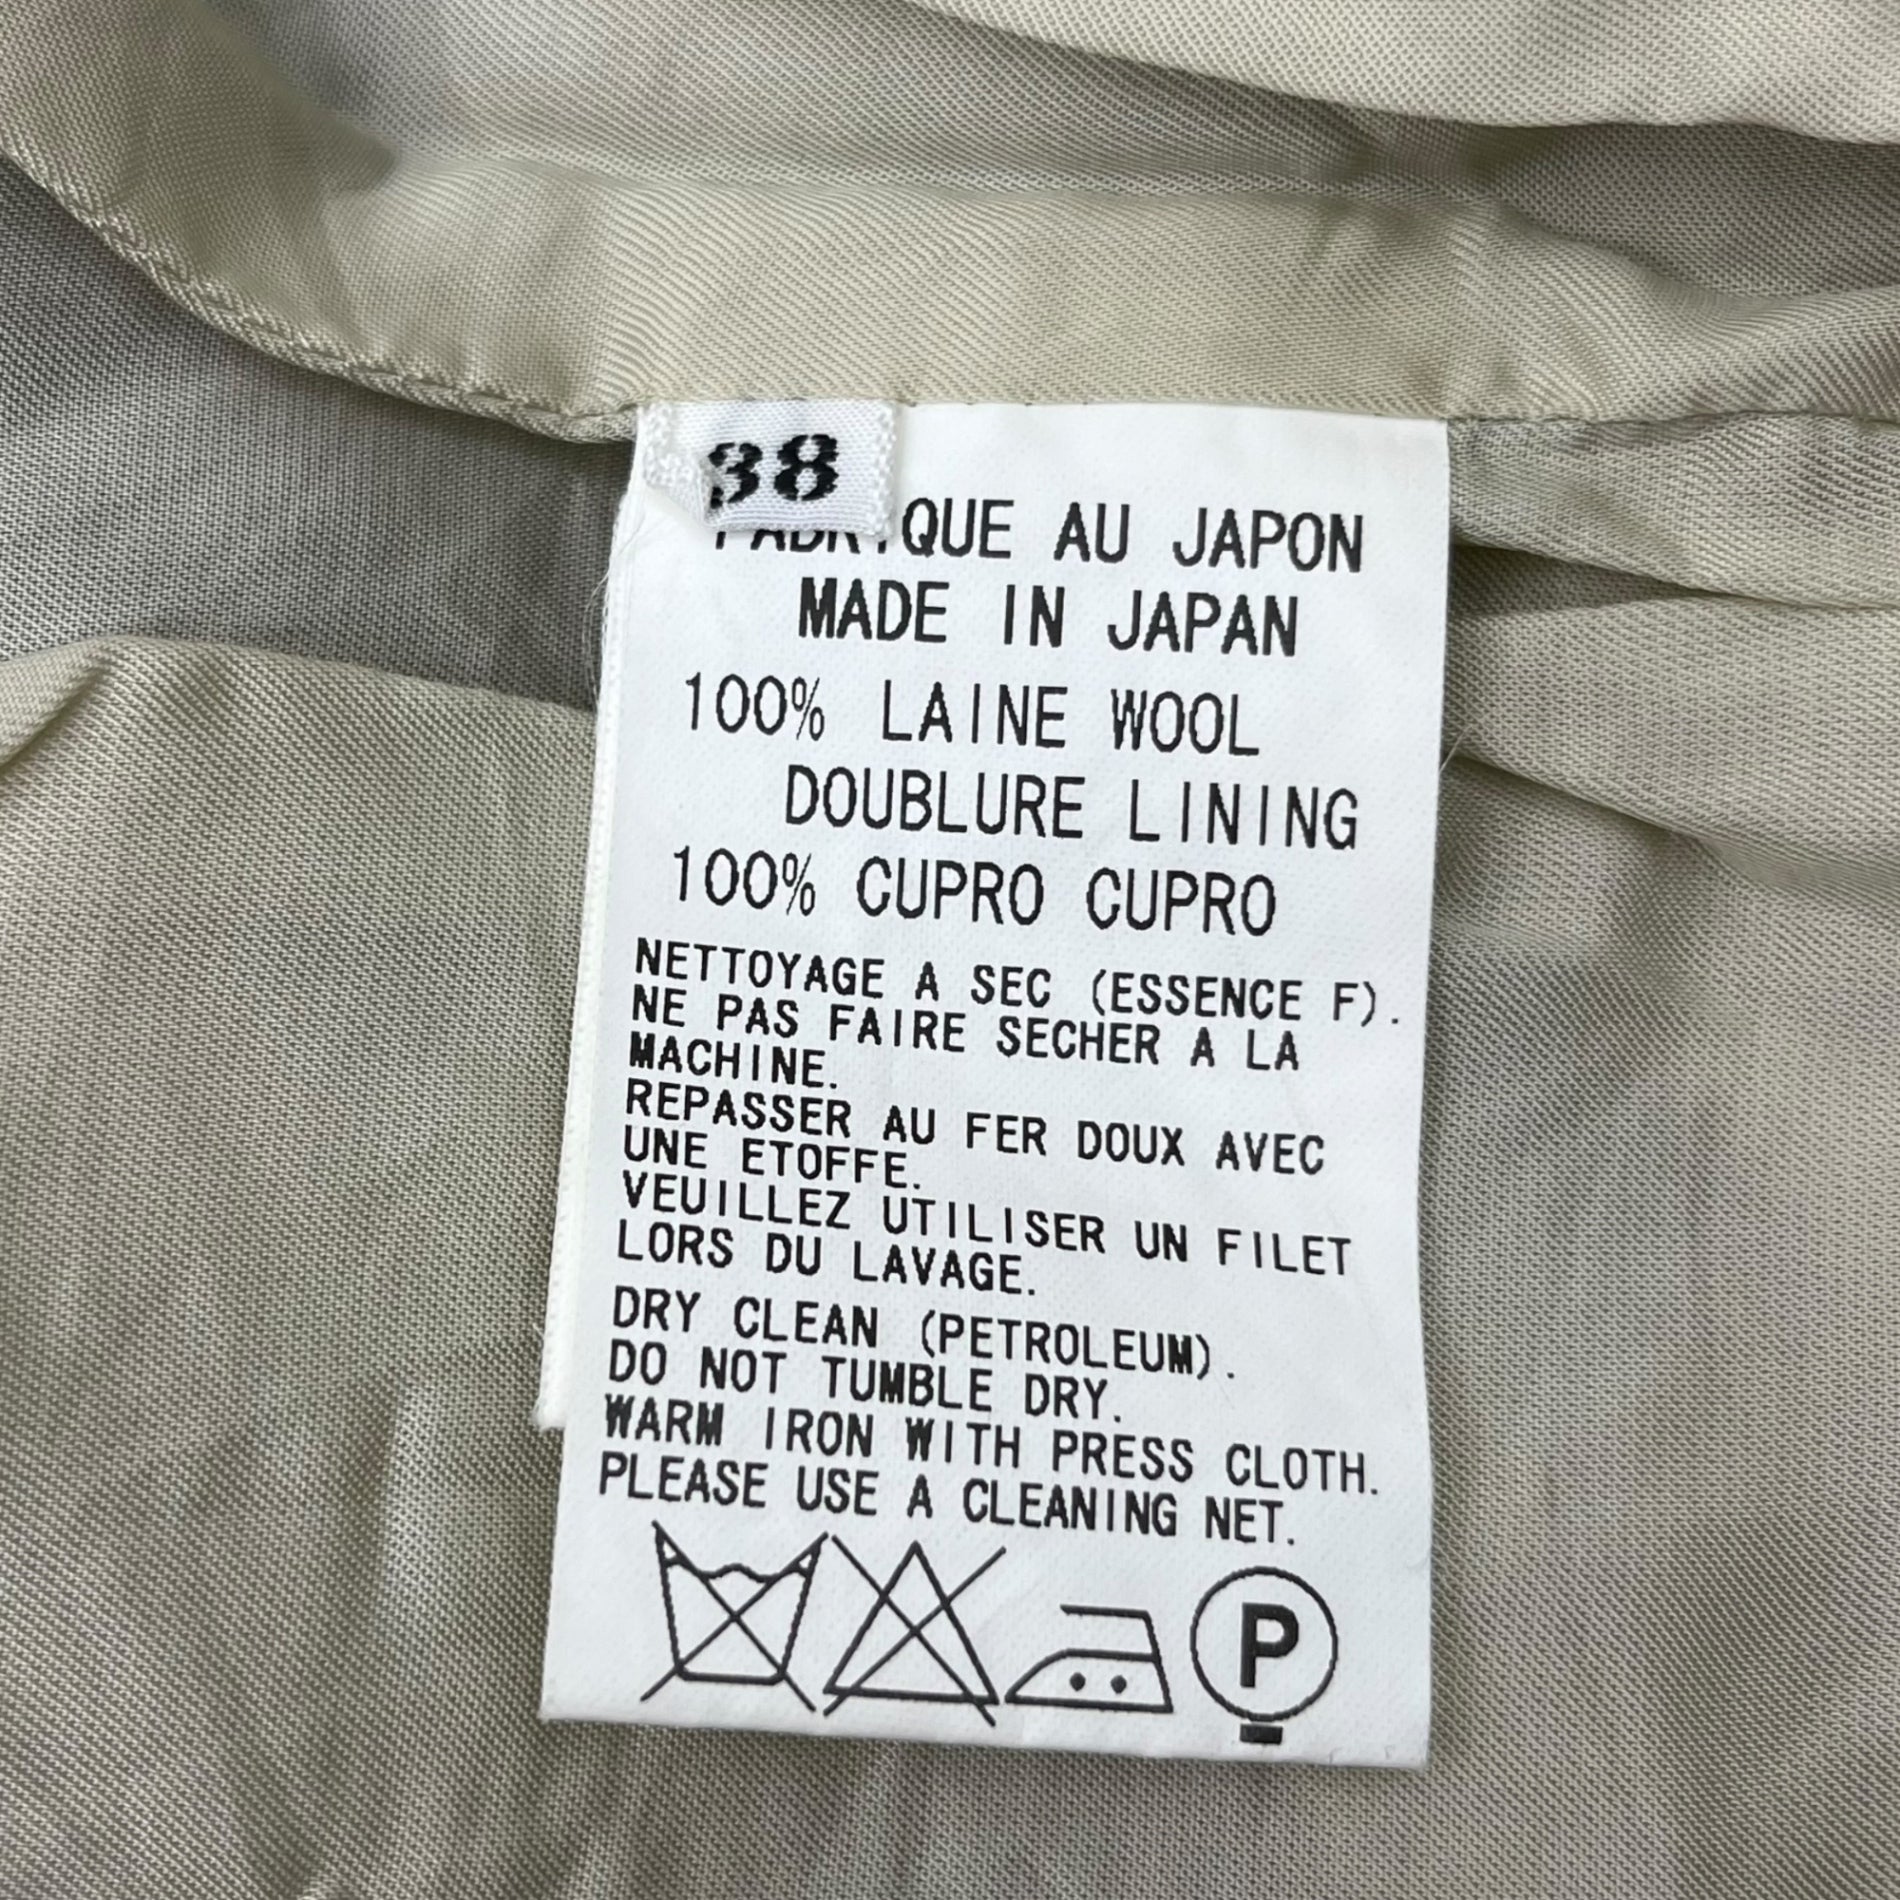 38
FABRIQUE AU JAPON
MADE IN JAPAN
100% LAINE WOOL
DOUBLURE LINING
100% CUPRO CUPRO
NETTOYAGE A SEC (ESSENCE F).
NE PAS FAIRE SECHER A LA
MACHINE.
REPASSER AU FER DOUX AVEC
UNE ETOFFE.
VEUILLEZ UTILISER UN FILET
LORS DU LAVAGE.
DRY CLEAN (PETROLEUM).
DO NOT TUMBLE DRY.
WARM IRON WITH PRESS CLOTH.
PLEASE USE A CLEANING NET.
P